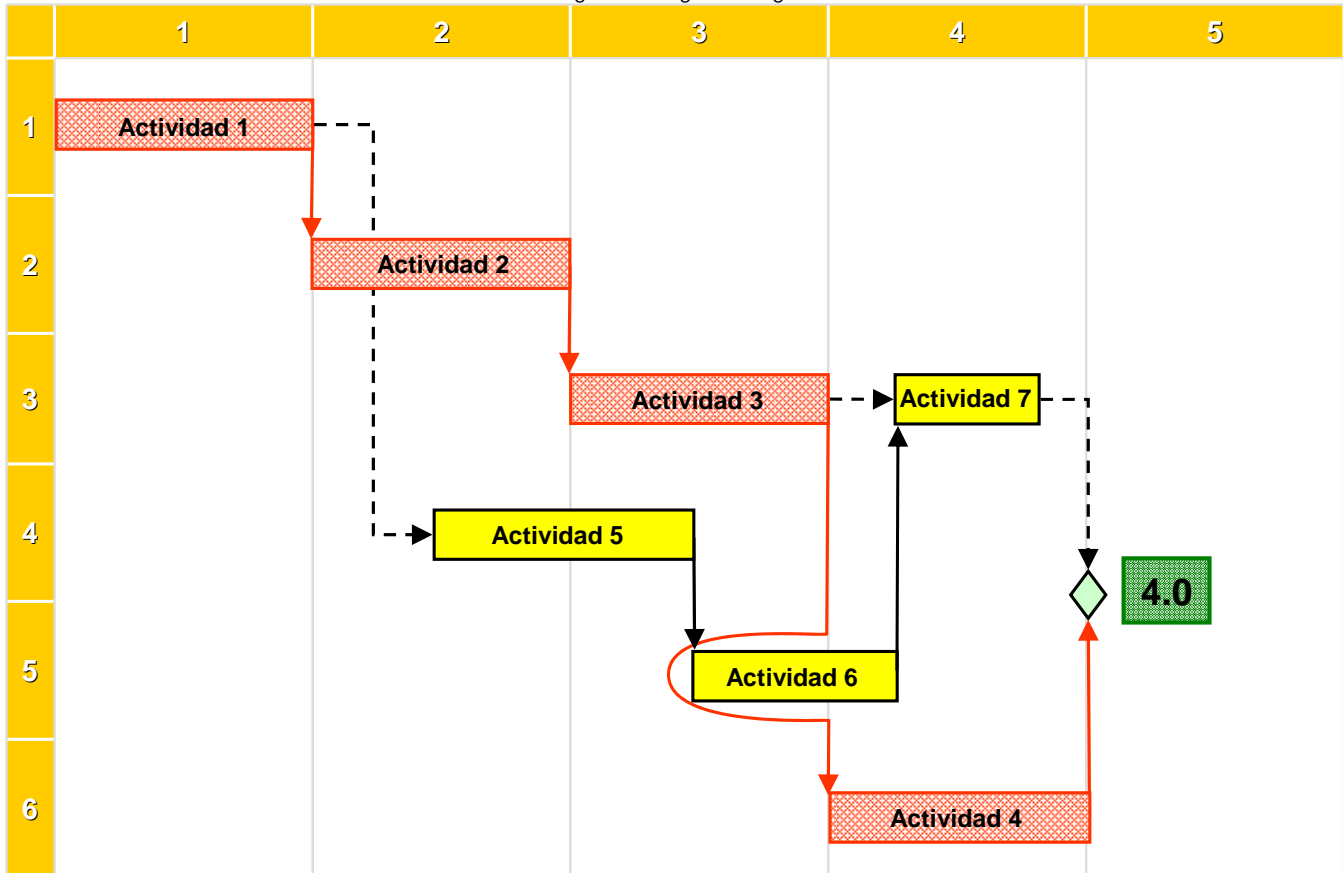 1 2 3 4 5
1 Actividad 1
2 Actividad 2
3 Actividad 3 Actividad 7
4 Actividad 5
4.0
5 Actividad 6
6 Actividad 4